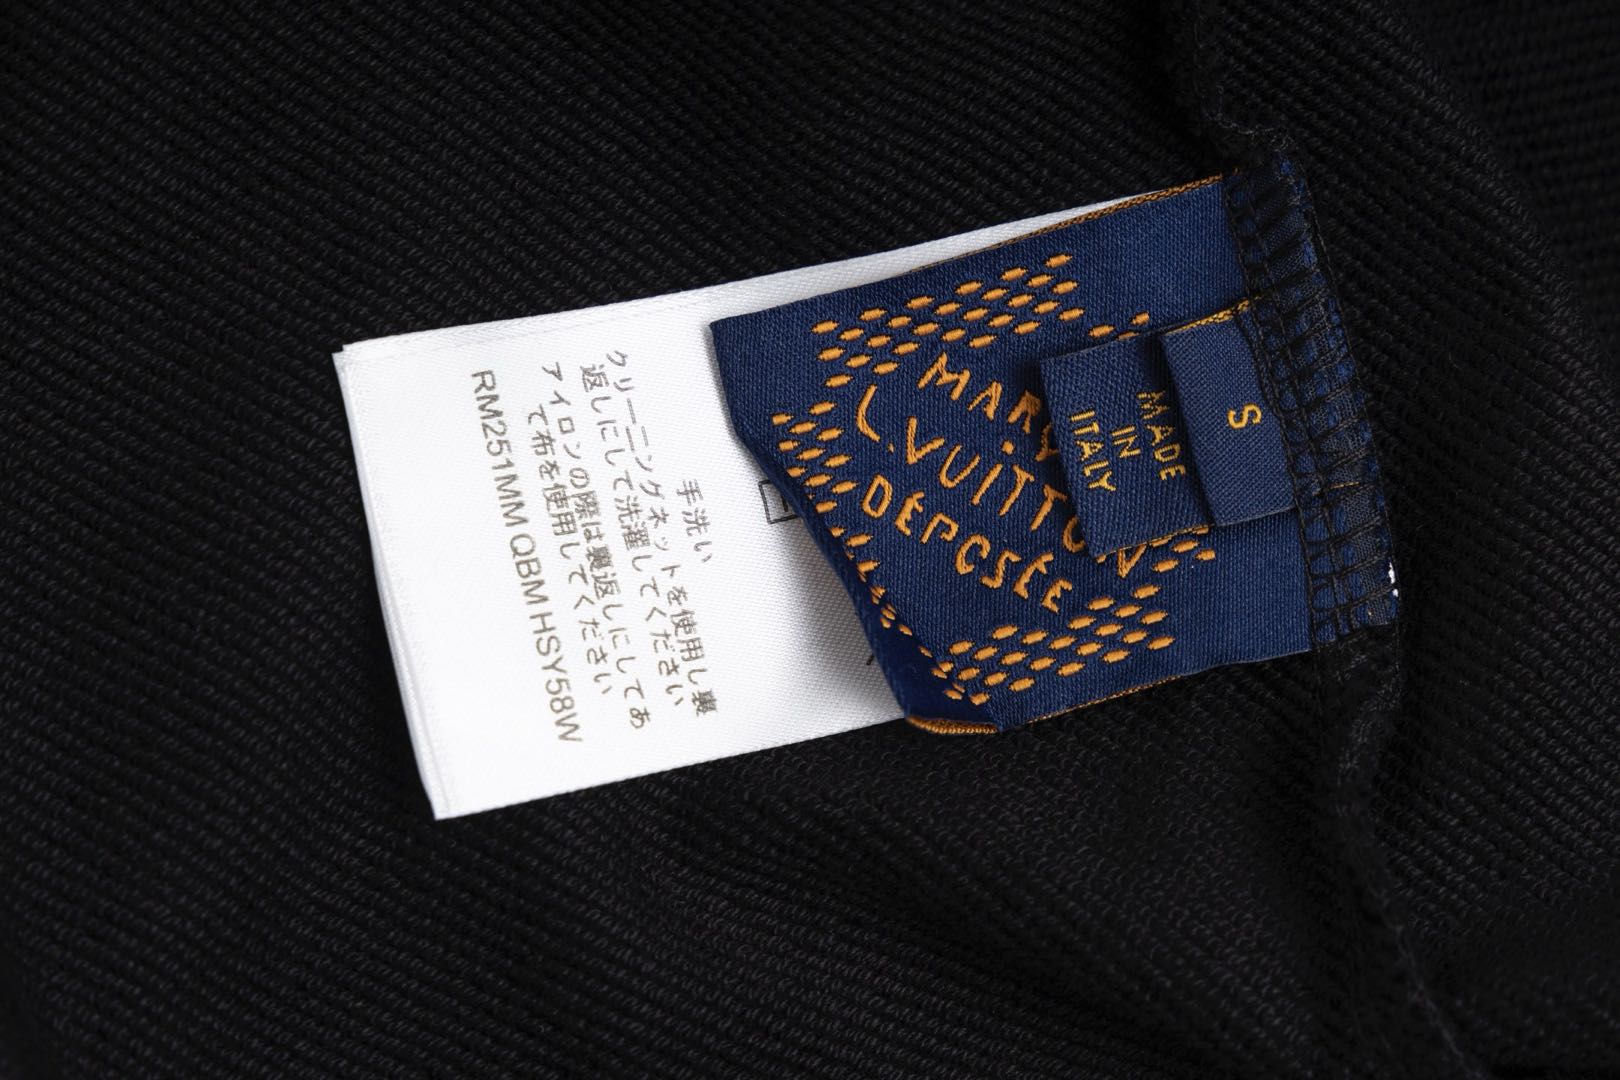 手洗い
クリーニングネットを使用し裏
返しにして洗濯してください
アイロンの際は裏返しにしてあ
て布を使用してください
RM251MM QBM HSY58W
L.VUiTTON
DÉPOSÉE
MADE
IN
IITALY
S